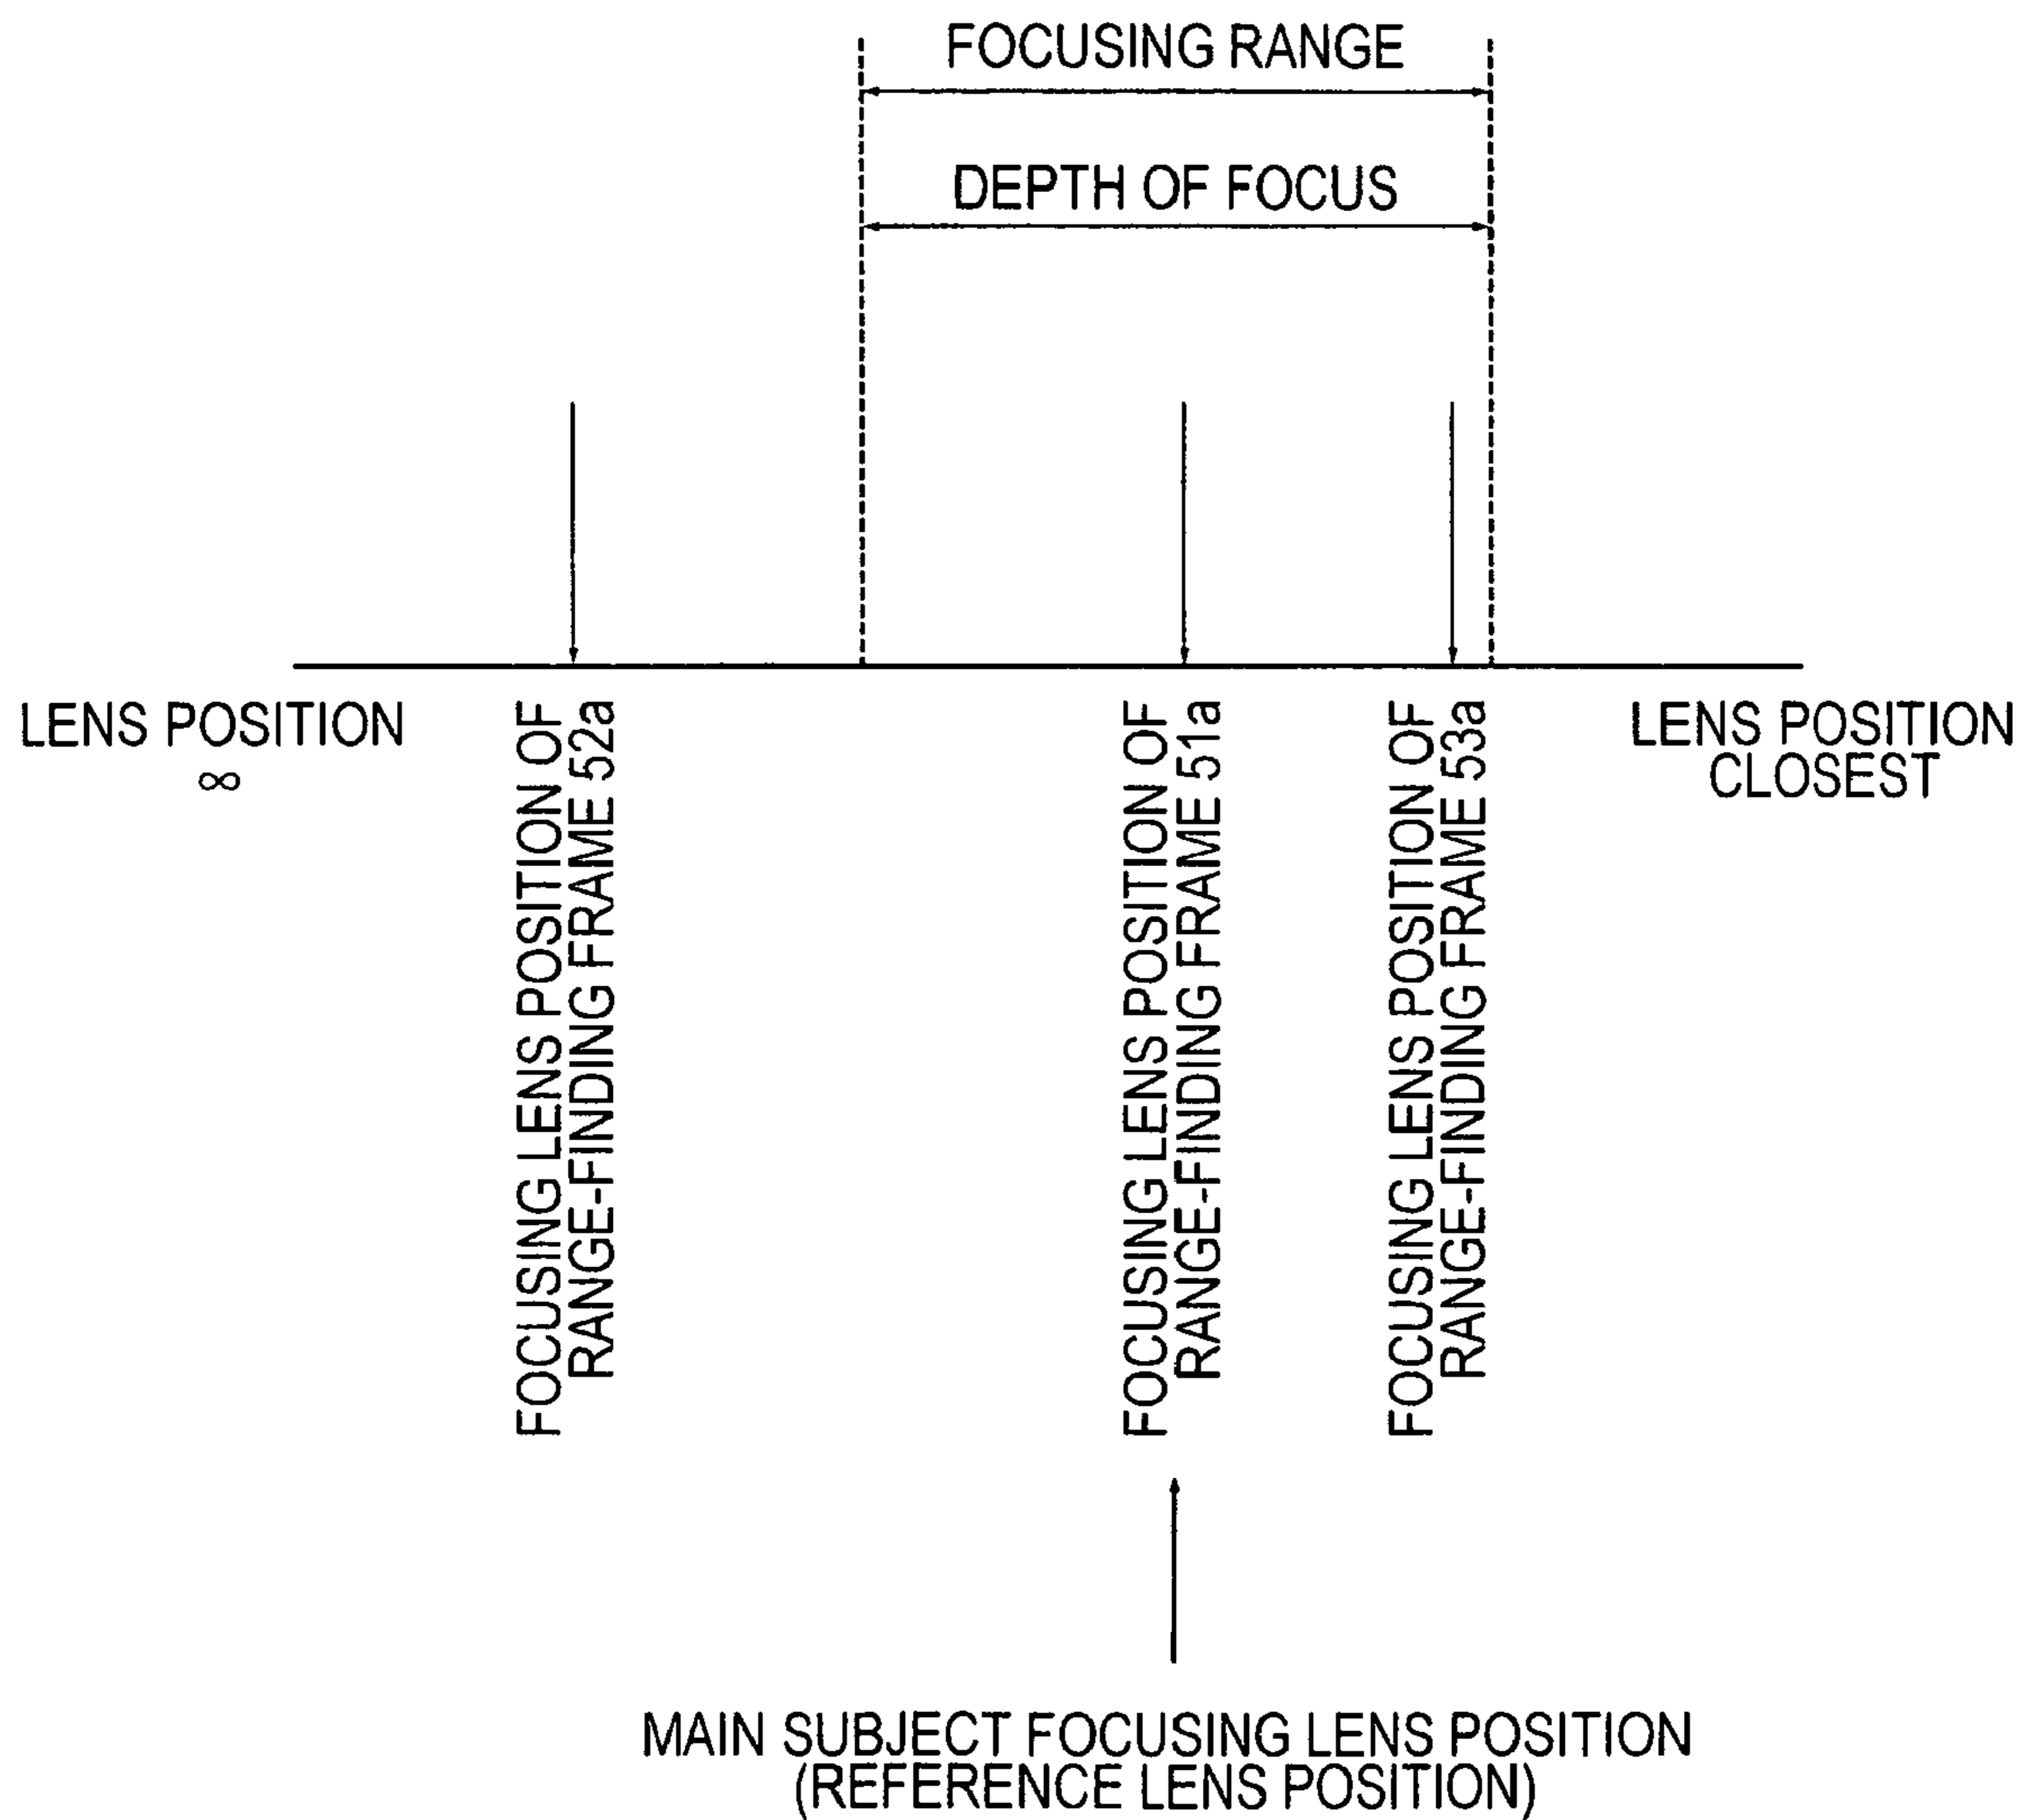 FOCUSING RANGE
DEPTH OF FOCUS
LENS POSITION
∞
FOCUSING LENS POSITION OF
RANGE-FINDING FRAME 52a
FOCUSING LENS POSITION OF
RANGE-FINDING FRAME 51a
FOCUSING LENS POSITION OF
RANGE-FINDING FRAME 53a
LENS POSITION
CLOSEST
MAIN SUBJECT FOCUSING LENS POSITION
(REFERENCE LENS POSITION)